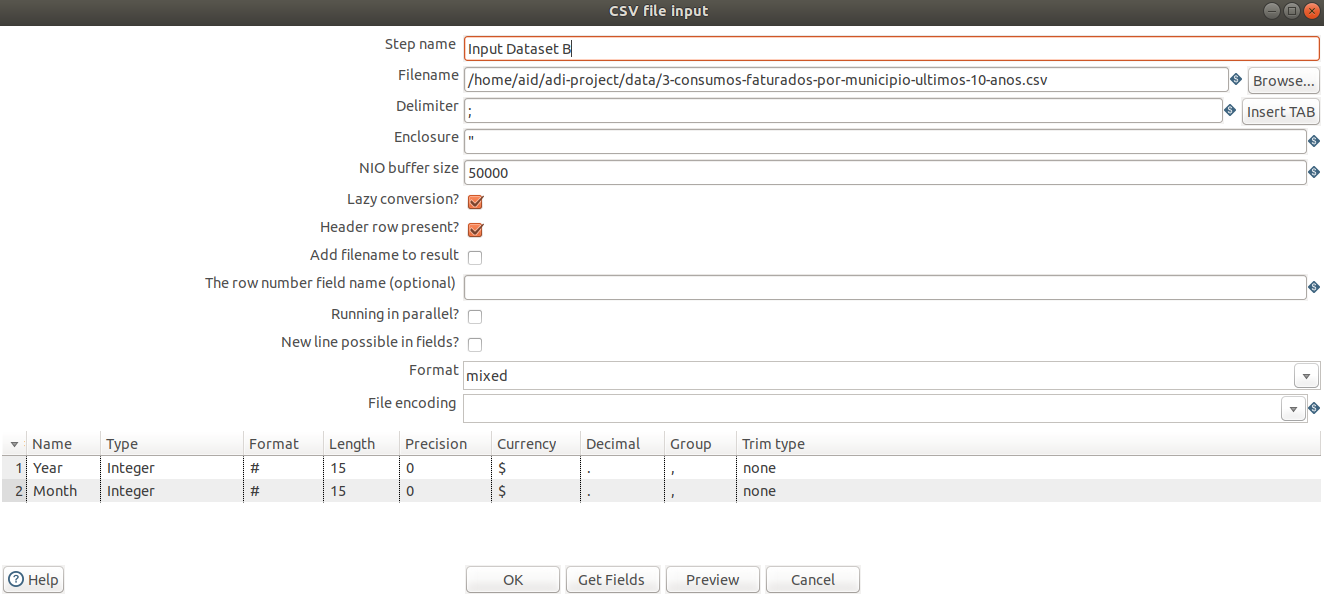 CSV file input
Step name Input Dataset B
Filename /home/aid/adi-project/data/3-consumos-faturados-por-municipio-ultimos-10-anos.csv Browse...
Delimiter ; Insert TAB
Enclosure "
NIO buffer size 50000
Lazy conversion?
Header row present?
Add filename to result
The row number field name (optional)
Running in parallel?
New line possible in fields?
Format mixed
File encoding
Name Type Format Length Precision Currency Decimal Group Trim type
1 Year Integer # 15 0 $ . , none
2 Month Integer # 15 0 $ . , none
Help OK Get Fields Preview Cancel